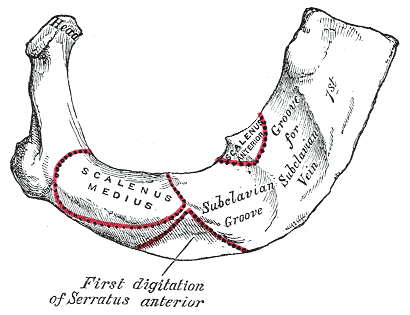 Head
SCALENUS
MEDIUS
SCALENUS
ANTERIOR
Groove
for
Subclavian
Vein
1st
Subclavian
Groove
First digitation
of Serratus anterior